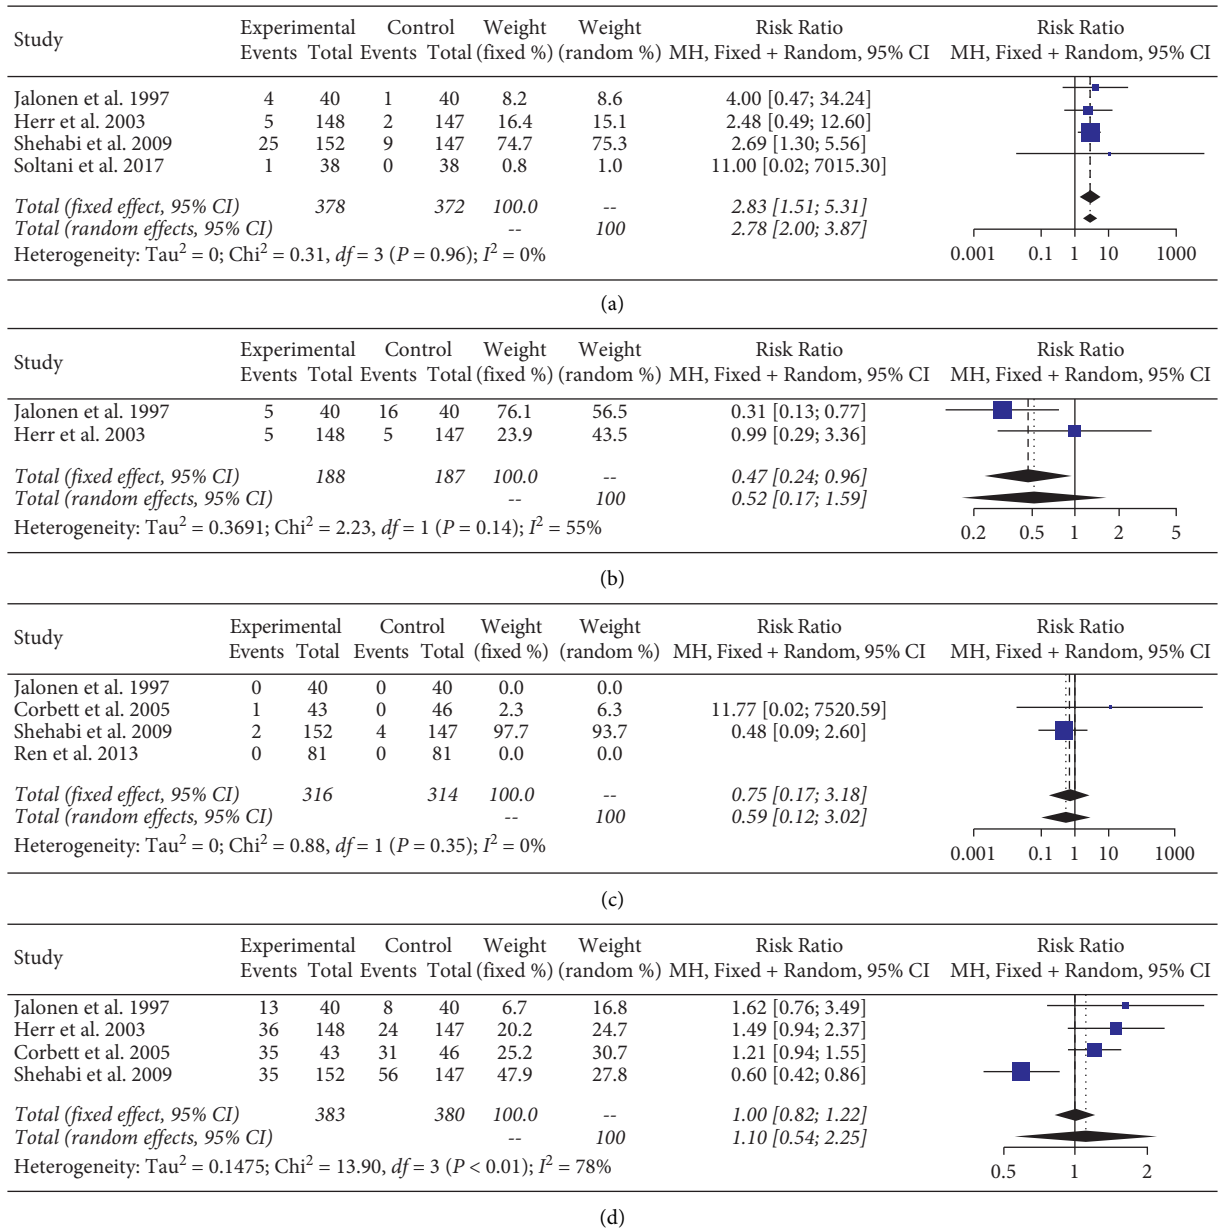 Study Experimental Control Weight Weight Risk Ratio Risk Ratio
Events Total Events Total (fixed %) (random %) MH, Fixed + Random, 95% CI MH, Fixed + Random, 95% CI
Jalonen et al. 1997 4 40 1 40 8.2 8.6 4.00 [0.47; 34.24]
Herr et al. 2003 5 148 2 147 16.4 15.1 2.48 [0.49; 12.60]
Shehabi et al. 2009 25 152 9 147 74.7 75.3 2.69 [1.30; 5.56]
Soltani et al. 2017 1 38 0 38 0.8 1.0 11.00 [0.02; 7015.30]
Total (fixed effect, 95% CI) 378 372 100.0 -- 2.83 [1.51; 5.31]
Total (random effects, 95% CI) -- 100 2.78 [2.00; 3.87]
Heterogeneity: Tau² = 0; Chi² = 0.31, df = 3 (P = 0.96); I² = 0%
0.001 0.1 1 10 1000
(a)
Study Experimental Control Weight Weight Risk Ratio Risk Ratio
Events Total Events Total (fixed %) (random %) MH, Fixed + Random, 95% CI MH, Fixed + Random, 95% CI
Jalonen et al. 1997 5 40 16 40 76.1 56.5 0.31 [0.13; 0.77]
Herr et al. 2003 5 148 5 147 23.9 43.5 0.99 [0.29; 3.36]
Total (fixed effect, 95% CI) 188 187 100.0 -- 0.47 [0.24; 0.96]
Total (random effects, 95% CI) -- 100 0.52 [0.17; 1.59]
Heterogeneity: Tau² = 0.3691; Chi² = 2.23, df = 1 (P = 0.14); I² = 55%
0.2 0.5 1 2 5
(b)
Study Experimental Control Weight Weight Risk Ratio Risk Ratio
Events Total Events Total (fixed %) (random %) MH, Fixed + Random, 95% CI MH, Fixed + Random, 95% CI
Jalonen et al. 1997 0 40 0 40 0.0 0.0
Corbett et al. 2005 1 43 0 46 2.3 6.3 11.77 [0.02; 7520.59]
Shehabi et al. 2009 2 152 4 147 97.7 93.7 0.48 [0.09; 2.60]
Ren et al. 2013 0 81 0 81 0.0 0.0
Total (fixed effect, 95% CI) 316 314 100.0 -- 0.75 [0.17; 3.18]
Total (random effects, 95% CI) -- 100 0.59 [0.12; 3.02]
Heterogeneity: Tau² = 0; Chi² = 0.88, df = 1 (P = 0.35); I² = 0%
0.001 0.1 1 10 1000
(c)
Study Experimental Control Weight Weight Risk Ratio Risk Ratio
Events Total Events Total (fixed %) (random %) MH, Fixed + Random, 95% CI MH, Fixed + Random, 95% CI
Jalonen et al. 1997 13 40 8 40 6.7 16.8 1.62 [0.76; 3.49]
Herr et al. 2003 36 148 24 147 20.2 24.7 1.49 [0.94; 2.37]
Corbett et al. 2005 35 43 31 46 25.2 30.7 1.21 [0.94; 1.55]
Shehabi et al. 2009 35 152 56 147 47.9 27.8 0.60 [0.42; 0.86]
Total (fixed effect, 95% CI) 383 380 100.0 -- 1.00 [0.82; 1.22]
Total (random effects, 95% CI) -- 100 1.10 [0.54; 2.25]
Heterogeneity: Tau² = 0.1475; Chi² = 13.90, df = 3 (P < 0.01); I² = 78%
0.5 1 2
(d)